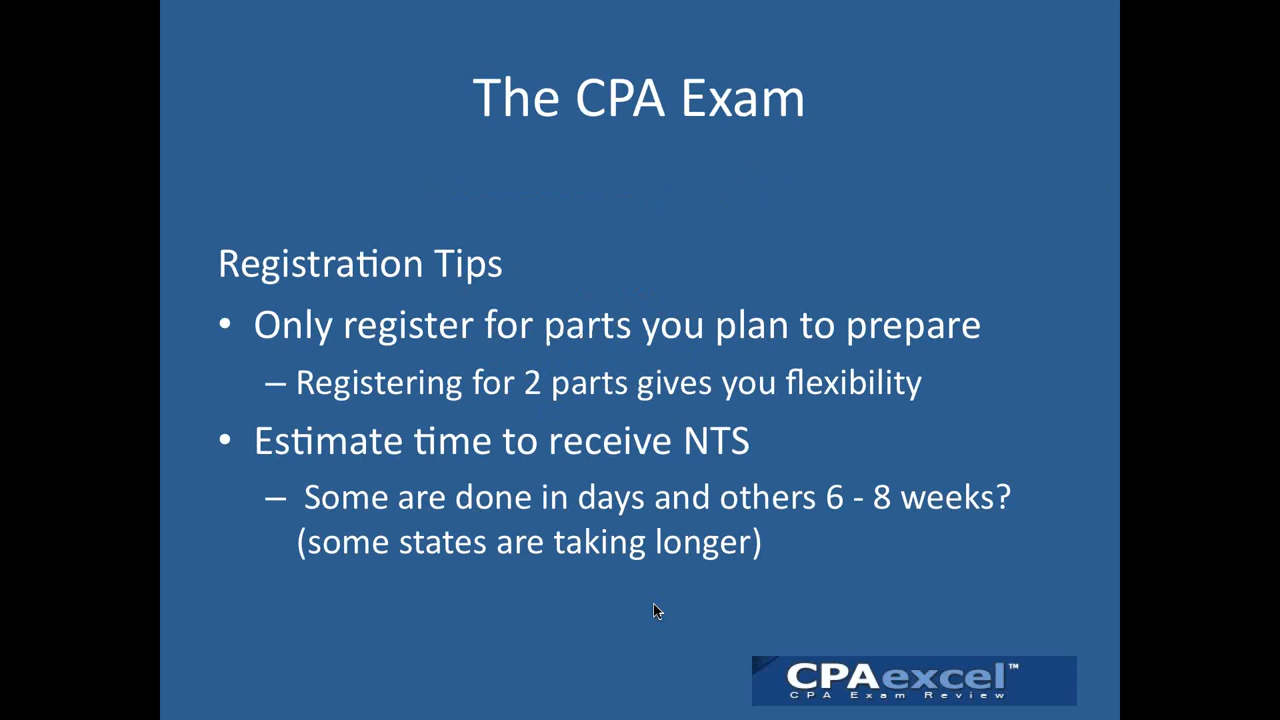 The CPA Exam
Registration Tips
• Only register for parts you plan to prepare
– Registering for 2 parts gives you flexibility
• Estimate time to receive NTS
– Some are done in days and others 6 - 8 weeks?
(some states are taking longer)
CPAexcel™
CPA Exam Review